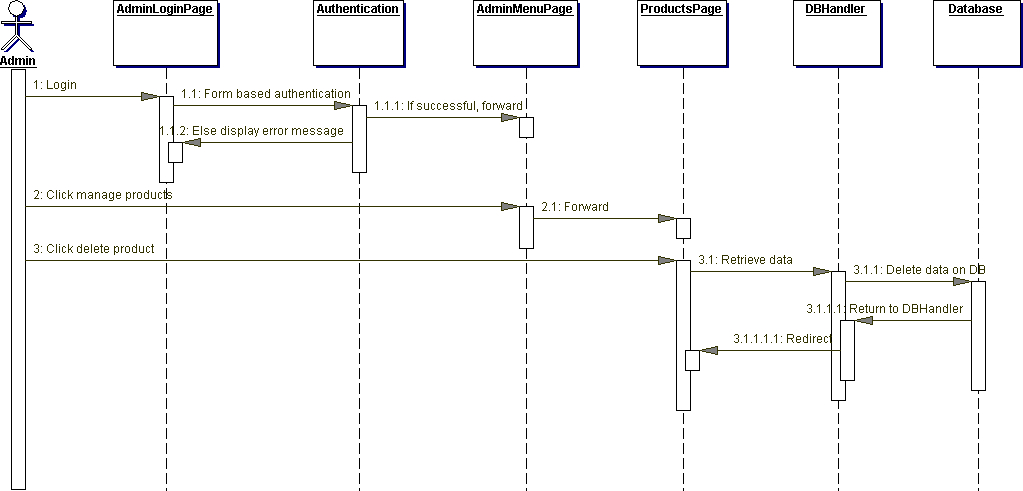 AdminLoginPage
Authentication
AdminMenuPage
ProductsPage
DBHandler
Database
Admin
1: Login
1.1: Form based authentication
1.1.1: If successful, forward
1.1.2: Else display error message
2: Click manage products
2.1: Forward
3: Click delete product
3.1: Retrieve data
3.1.1: Delete data on DB
3.1.1.1: Return to DBHandler
3.1.1.1.1: Redirect